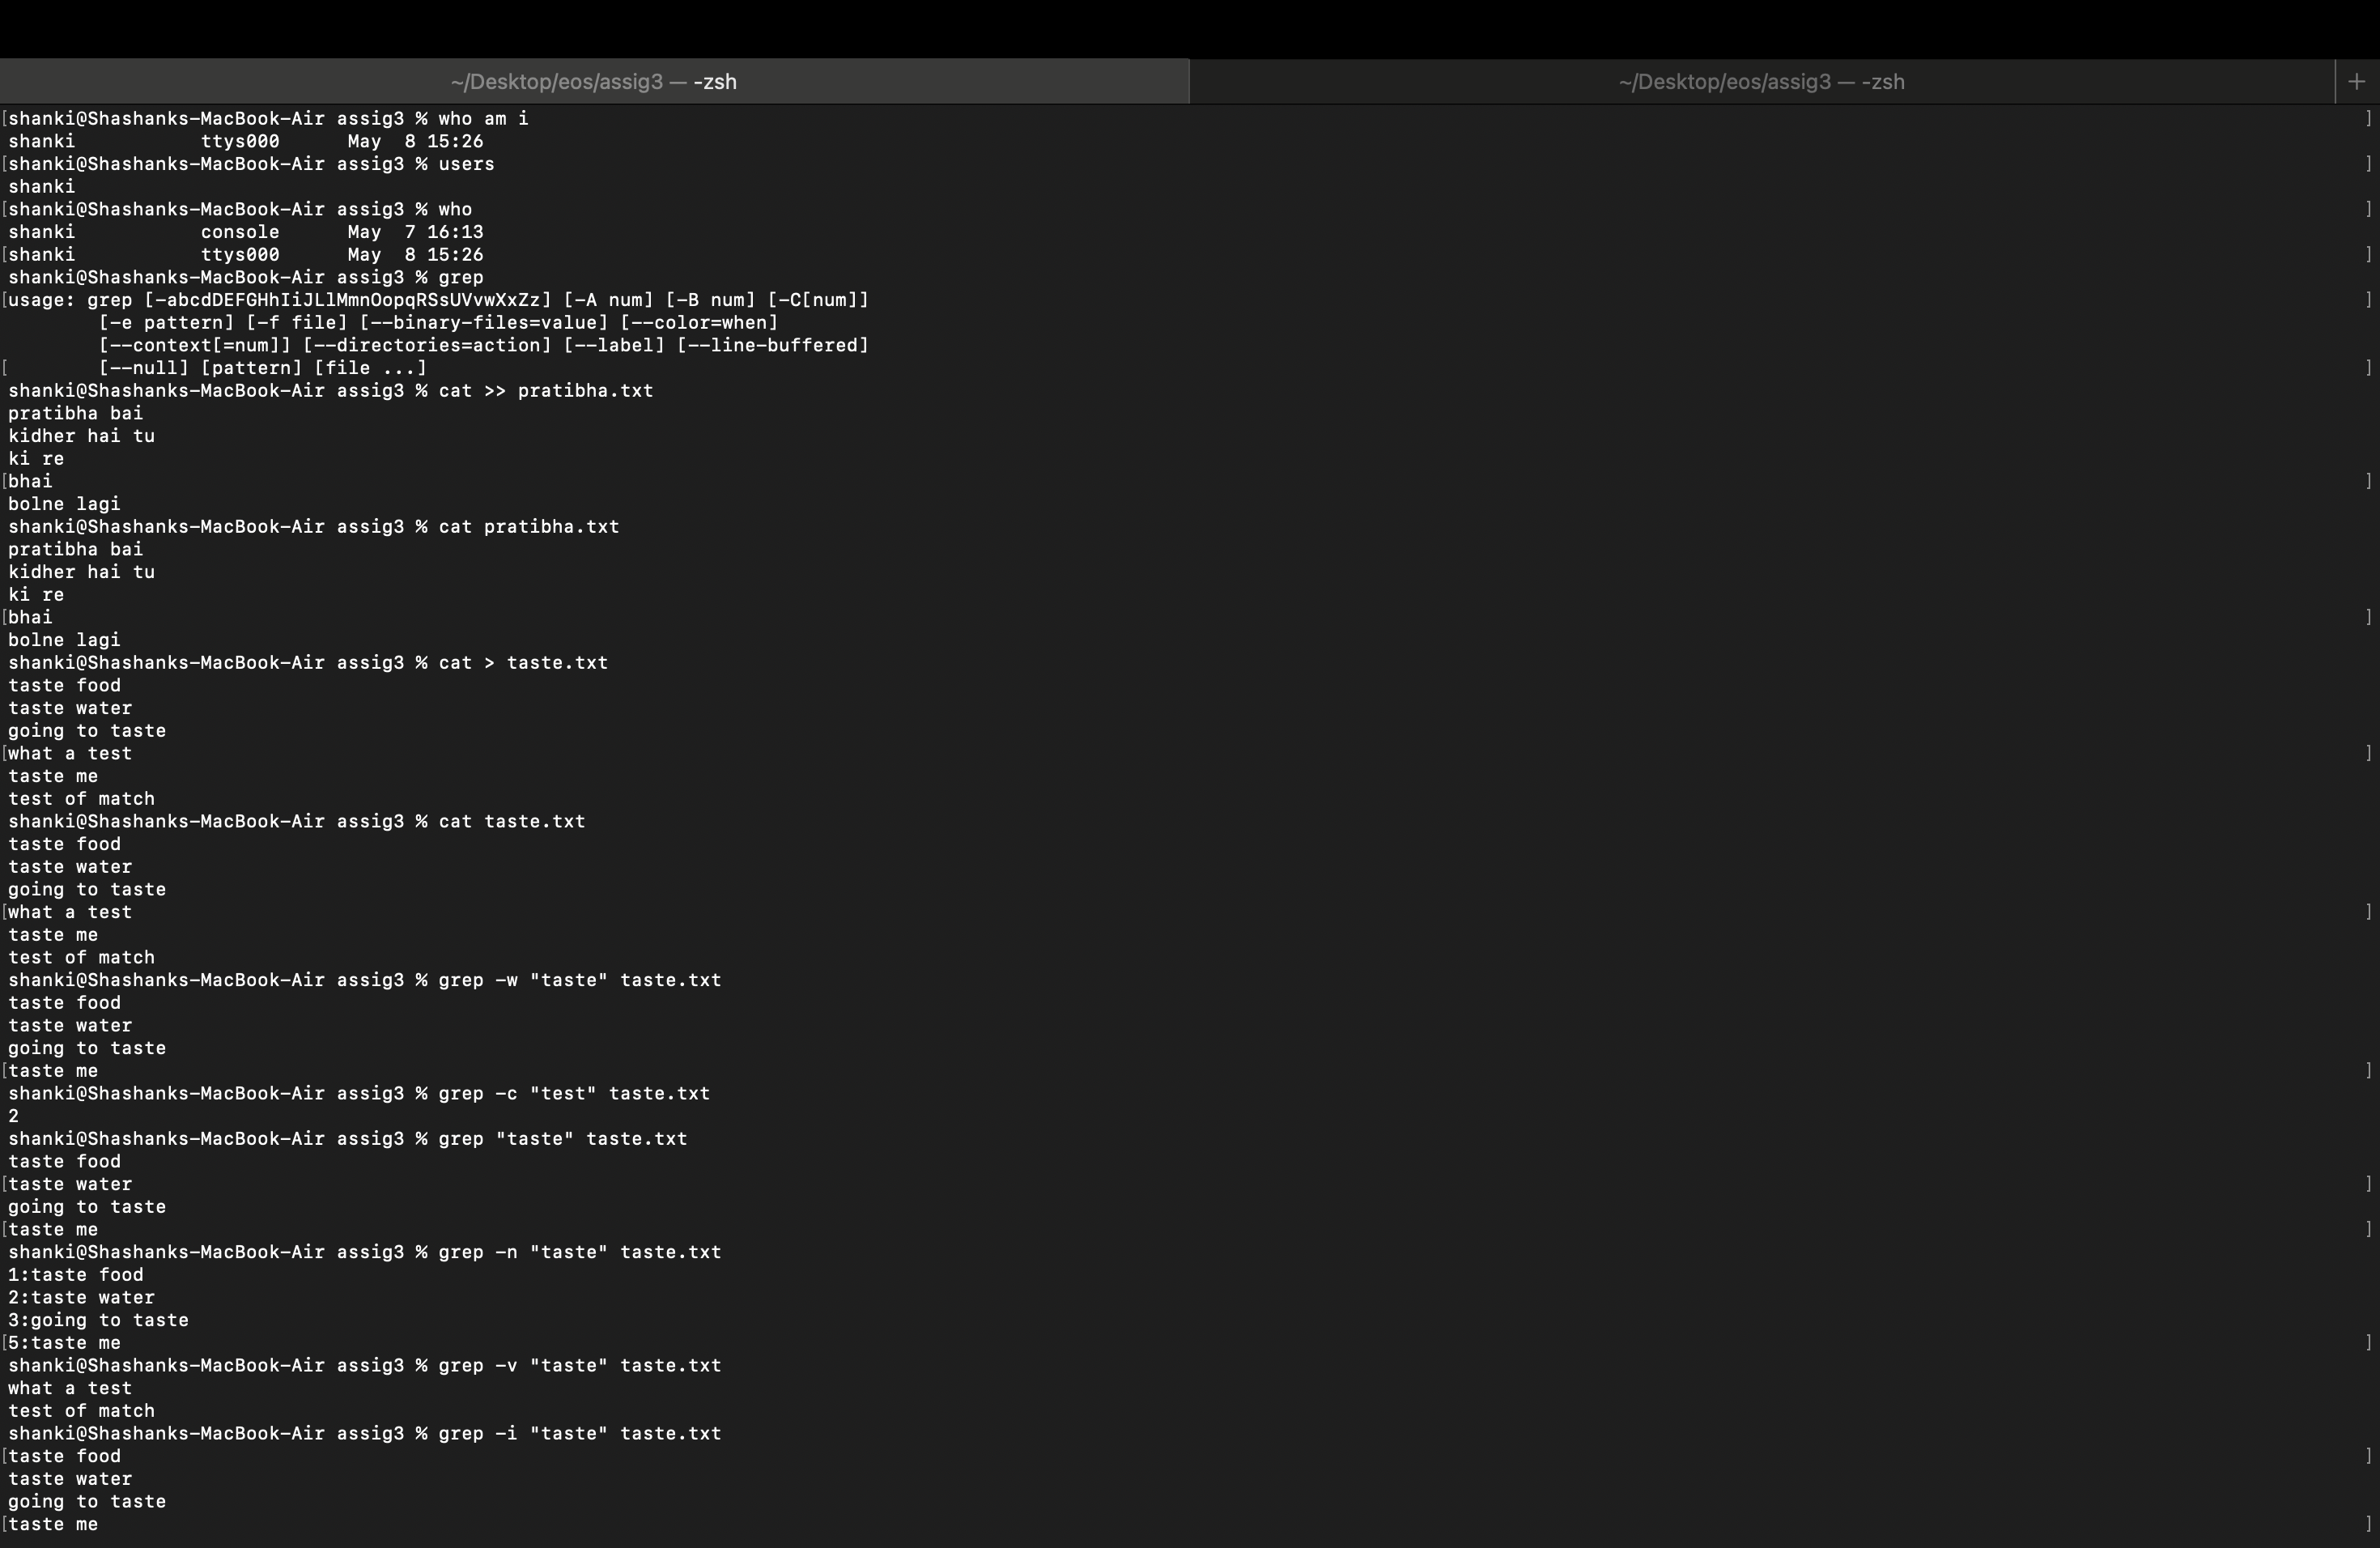 ~/Desktop/eos/assig3 — -zsh ~/Desktop/eos/assig3 — -zsh +
[shanki@Shashanks-MacBook-Air assig3 % who am i ]
shanki ttys000 May 8 15:26
[shanki@Shashanks-MacBook-Air assig3 % users ]
shanki
[shanki@Shashanks-MacBook-Air assig3 % who ]
shanki console May 7 16:13
[shanki ttys000 May 8 15:26 ]
shanki@Shashanks-MacBook-Air assig3 % grep
[usage: grep [-abcdDEFGHhIiJLlMmnOopqRSsUVvwXxZz] [-A num] [-B num] [-C[num]] ]
[-e pattern] [-f file] [--binary-files=value] [--color=when]
[--context[=num]] [--directories=action] [--label] [--line-buffered]
[ [--null] [pattern] [file ...] ]
shanki@Shashanks-MacBook-Air assig3 % cat >> pratibha.txt
pratibha bai
kidher hai tu
ki re
[bhai ]
bolne lagi
shanki@Shashanks-MacBook-Air assig3 % cat pratibha.txt
pratibha bai
kidher hai tu
ki re
[bhai ]
bolne lagi
shanki@Shashanks-MacBook-Air assig3 % cat > taste.txt
taste food
taste water
going to taste
[what a test ]
taste me
test of match
shanki@Shashanks-MacBook-Air assig3 % cat taste.txt
taste food
taste water
going to taste
[what a test ]
taste me
test of match
shanki@Shashanks-MacBook-Air assig3 % grep -w "taste" taste.txt
taste food
taste water
going to taste
[taste me ]
shanki@Shashanks-MacBook-Air assig3 % grep -c "test" taste.txt
2
shanki@Shashanks-MacBook-Air assig3 % grep "taste" taste.txt
taste food
[taste water ]
going to taste
[taste me ]
shanki@Shashanks-MacBook-Air assig3 % grep -n "taste" taste.txt
1:taste food
2:taste water
3:going to taste
[5:taste me ]
shanki@Shashanks-MacBook-Air assig3 % grep -v "taste" taste.txt
what a test
test of match
shanki@Shashanks-MacBook-Air assig3 % grep -i "taste" taste.txt
[taste food ]
taste water
going to taste
[taste me ]